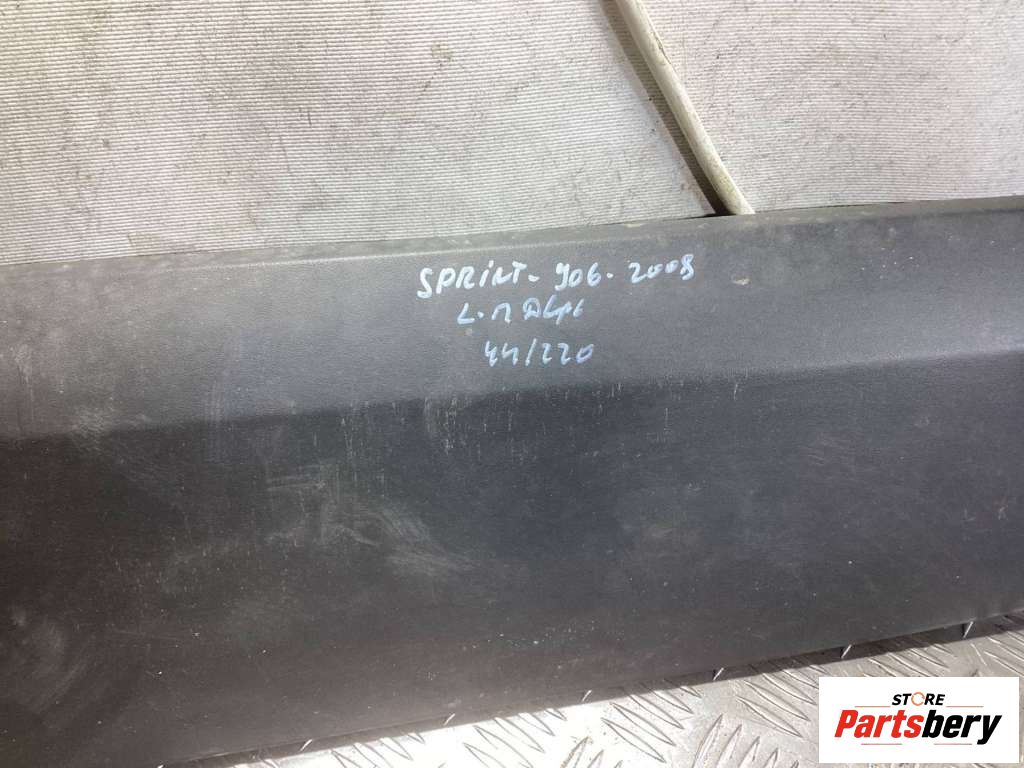 SPRINT- 906- 2008
L.П
44/220
STORE
Partsbery